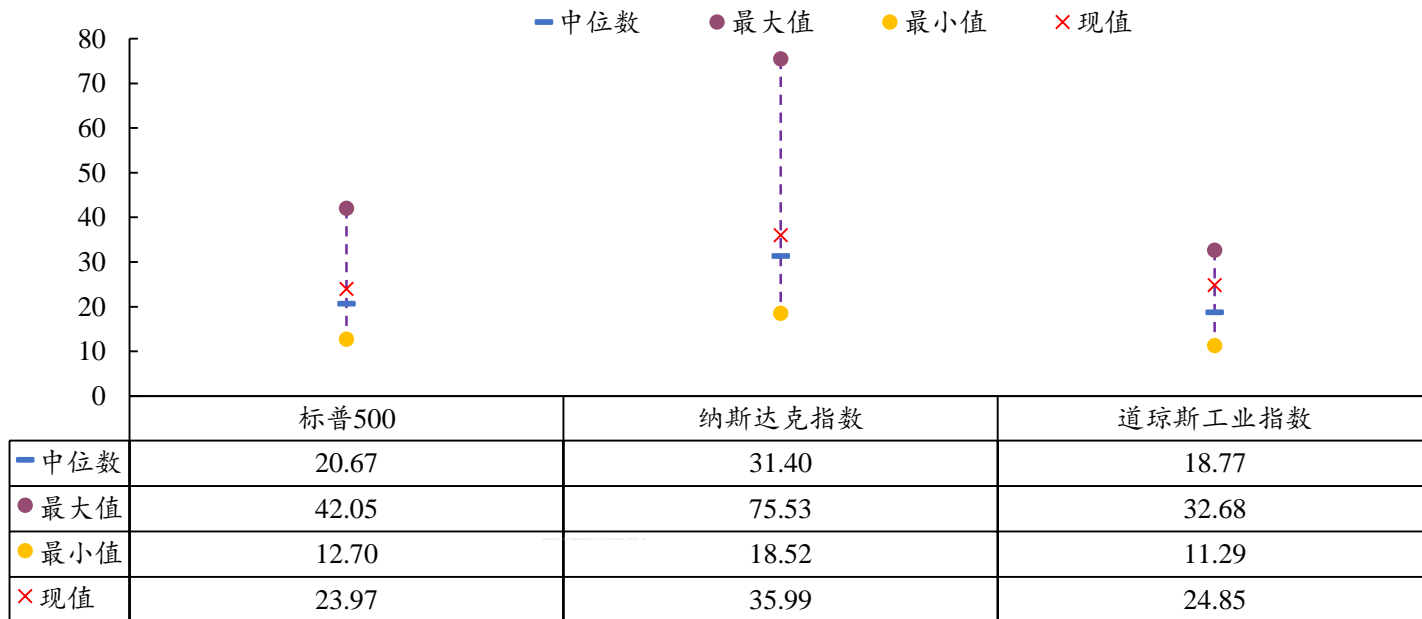 中位数 最大值 最小值 现值
80
70
60
50
40
30
20
10
0
标普500 纳斯达克指数 道琼斯工业指数
中位数 20.67 31.40 18.77
最大值 42.05 75.53 32.68
最小值 12.70 18.52 11.29
现值 23.97 35.99 24.85